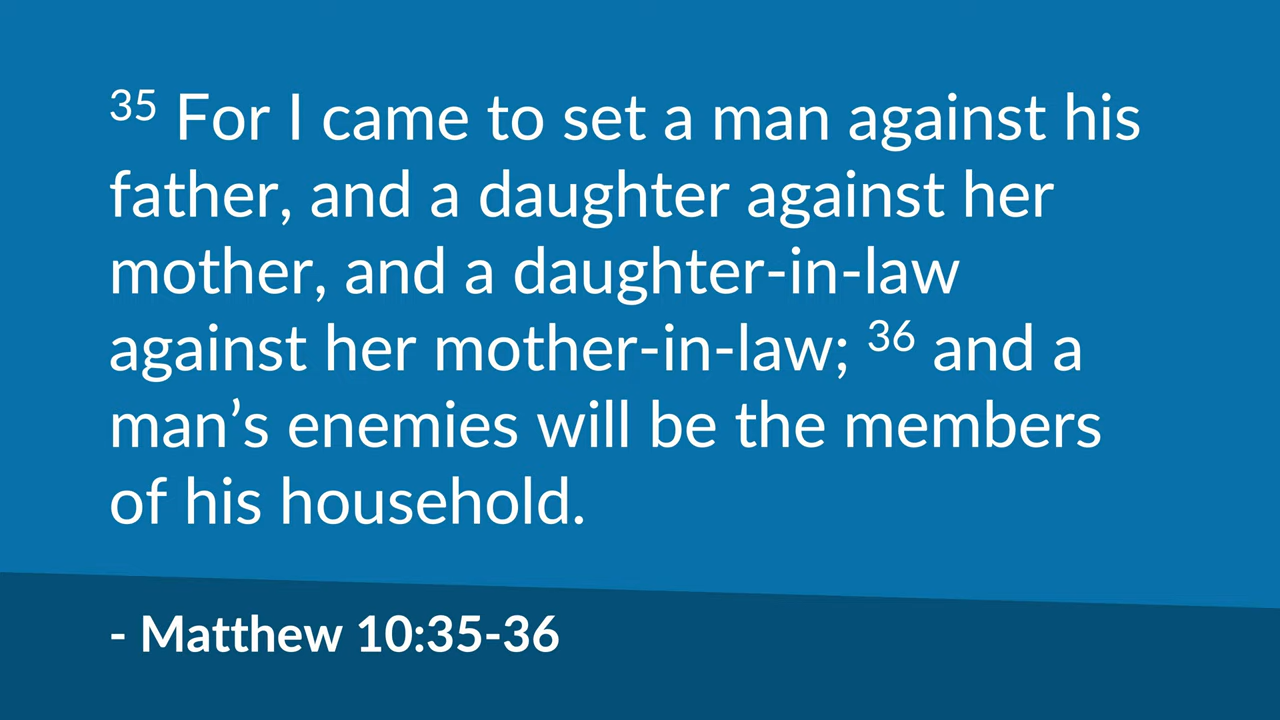 35 For I came to set a man against his
father, and a daughter against her
mother, and a daughter-in-law
against her mother-in-law; 36 and a
man’s enemies will be the members
of his household.
- Matthew 10:35-36